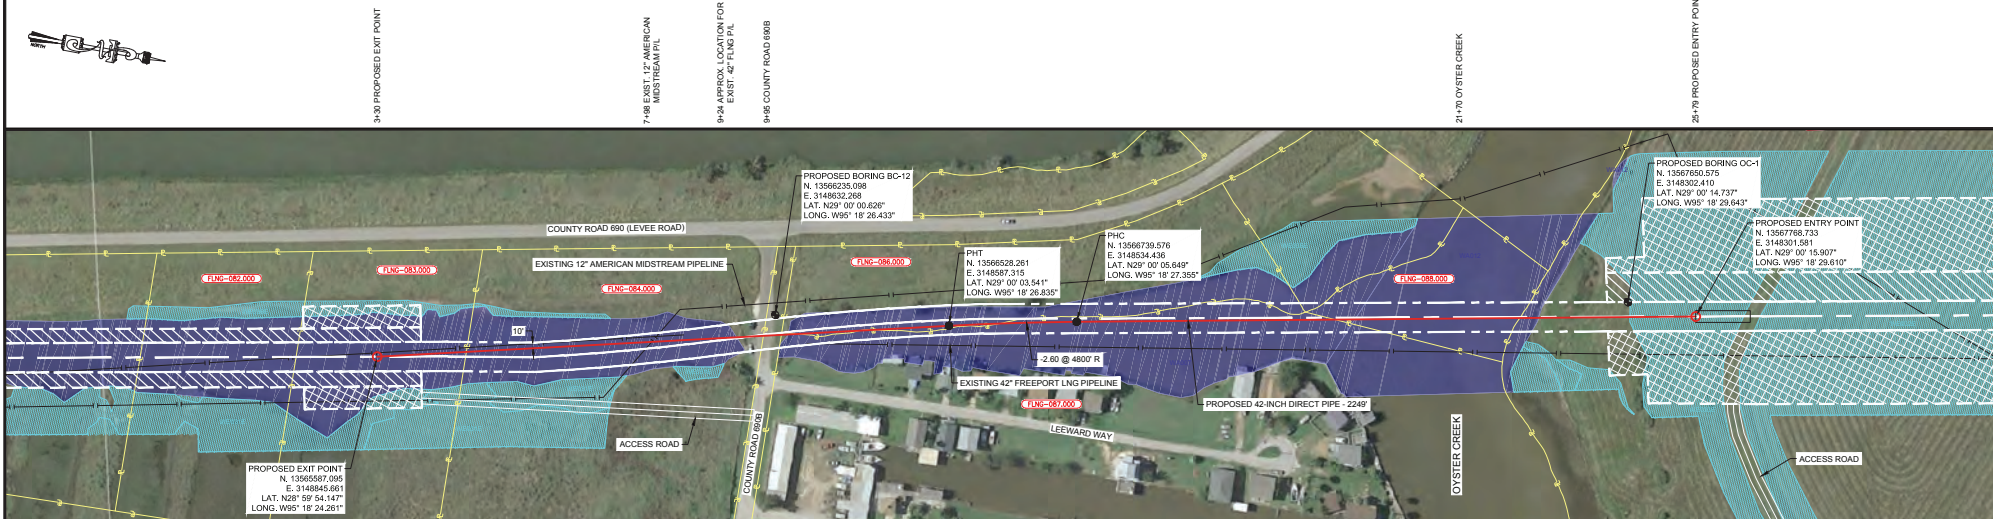 NORTH
3+30 PROPOSED EXIT POINT
7+98 EXIST. 12" AMERICAN
MIDSTREAM P/L
9+24 APPROX. LOCATION FOR
EXIST. 42" FLNG P/L
9+95 COUNTY ROAD 690B
21+70 OYSTER CREEK
25+79 PROPOSED ENTRY POINT
PROPOSED BORING BC-12
N. 13566235.098
E. 3148632.268
LAT. N29° 00' 00.626"
LONG. W95° 18' 26.433"
PROPOSED BORING OC-1
N. 13567650.575
E. 3148302.410
LAT. N29° 00' 14.737"
LONG. W95° 18' 29.643"
COUNTY ROAD 690 (LEVEE ROAD)
PROPOSED ENTRY POINT
N. 13567768.733
E. 3148301.581
LAT. N29° 00' 15.907"
LONG. W95° 18' 29.610"
PHC
N. 13566739.576
E. 3148534.436
LAT. N29° 00' 05.649"
LONG. W95° 18' 27.355"
PHT
N. 13566528.261
E. 3148587.315
LAT. N29° 00' 03.541"
LONG. W95° 18' 26.835"
EXISTING 12" AMERICAN MIDSTREAM PIPELINE
FLNG-082.000
FLNG-083.000
FLNG-084.000
FLNG-086.000
FLNG-088.000
10'
-2.60 @ 4800' R
EXISTING 42" FREEPORT LNG PIPELINE
FLNG-087.000
PROPOSED 42-INCH DIRECT PIPE - 2249'
LEEWARD WAY
ACCESS ROAD
COUNTY ROAD 690B
OYSTER CREEK
ACCESS ROAD
PROPOSED EXIT POINT
N. 13565587.095
E. 3148845.661
LAT. N28° 59' 54.147"
LONG. W95° 18' 24.261"